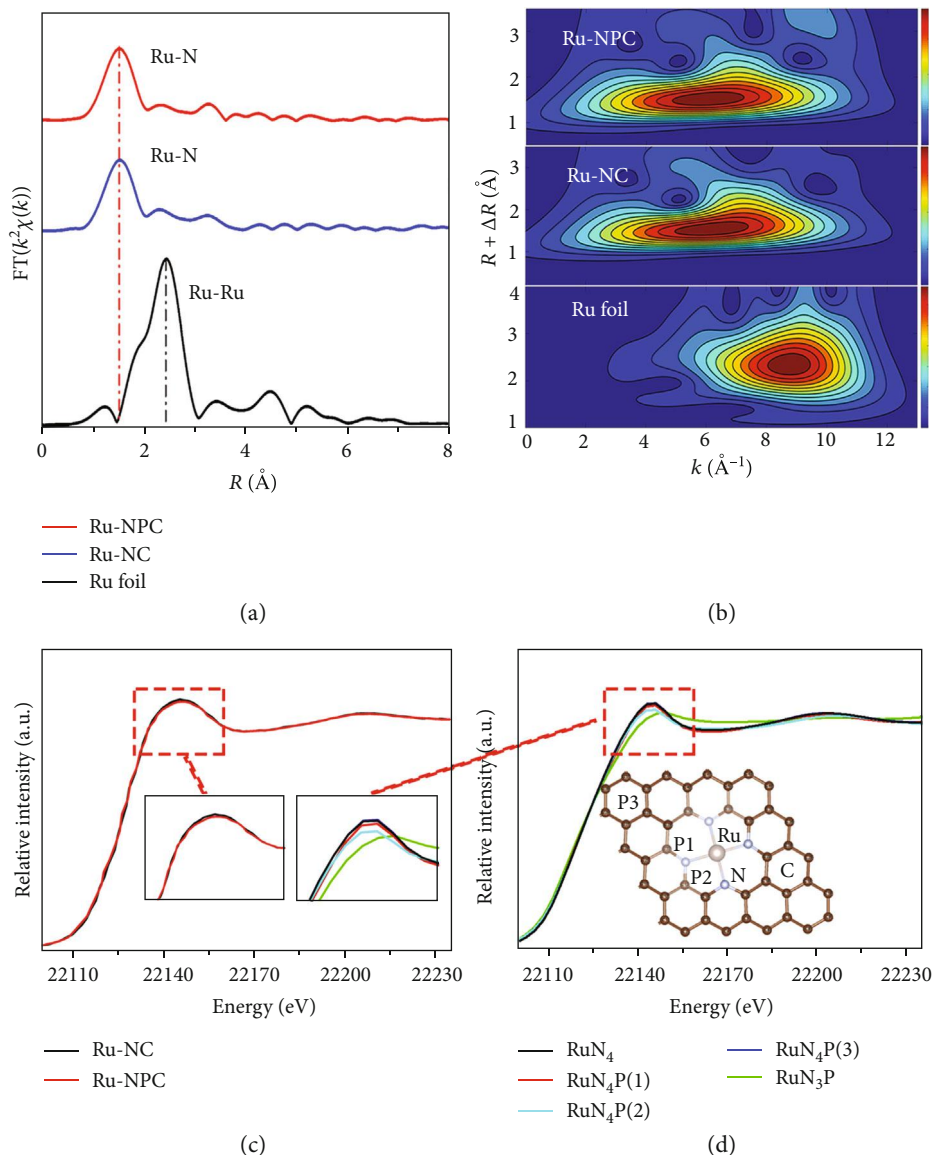 Ru-N
Ru-N
Ru-Ru
FT(k²χ(k))
0 2 4 6 8
R (Å)
Ru-NPC
Ru-NC
Ru foil
(a)
Ru-NPC
3
2
1
Ru-NC
3
2
1
Ru foil
4
3
2
1
R + ΔR (Å)
0 2 4 6 8 10 12
k (Å⁻¹)
(b)
Relative intensity (a.u.)
22110 22140 22170 22200 22230
Energy (eV)
Ru-NC
Ru-NPC
(c)
Relative intensity (a.u.)
P3
Ru
P1
P2 N C
22110 22140 22170 22200 22230
Energy (eV)
RuN₄
RuN₄P(1)
RuN₄P(2)
RuN₄P(3)
RuN₃P
(d)